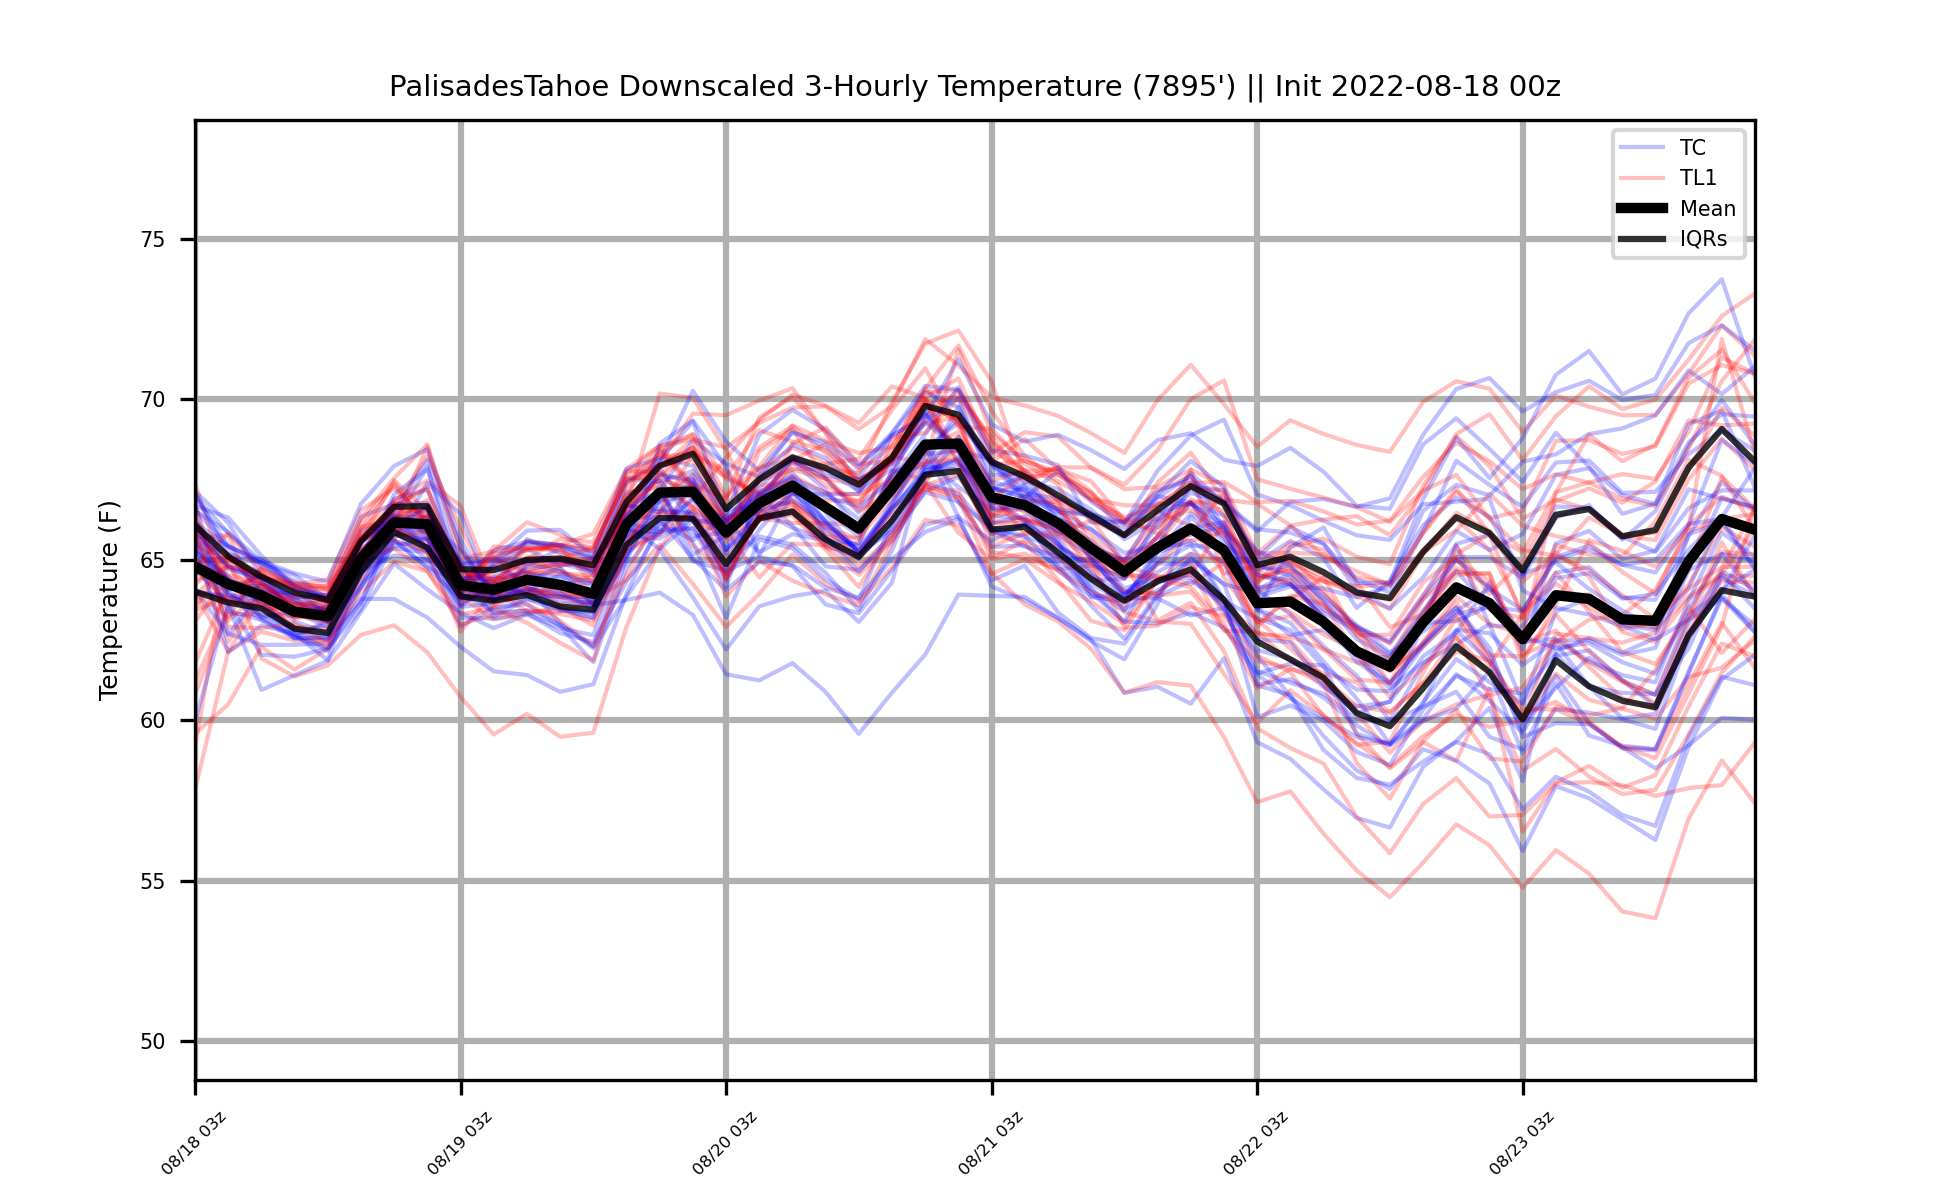 PalisadesTahoe Downscaled 3-Hourly Temperature (7895') || Init 2022-08-18 00z
TC
TL1
Mean
IQRs
Temperature (F)
75
70
65
60
55
50
08/18 03z
08/19 03z
08/20 03z
08/21 03z
08/22 03z
08/23 03z